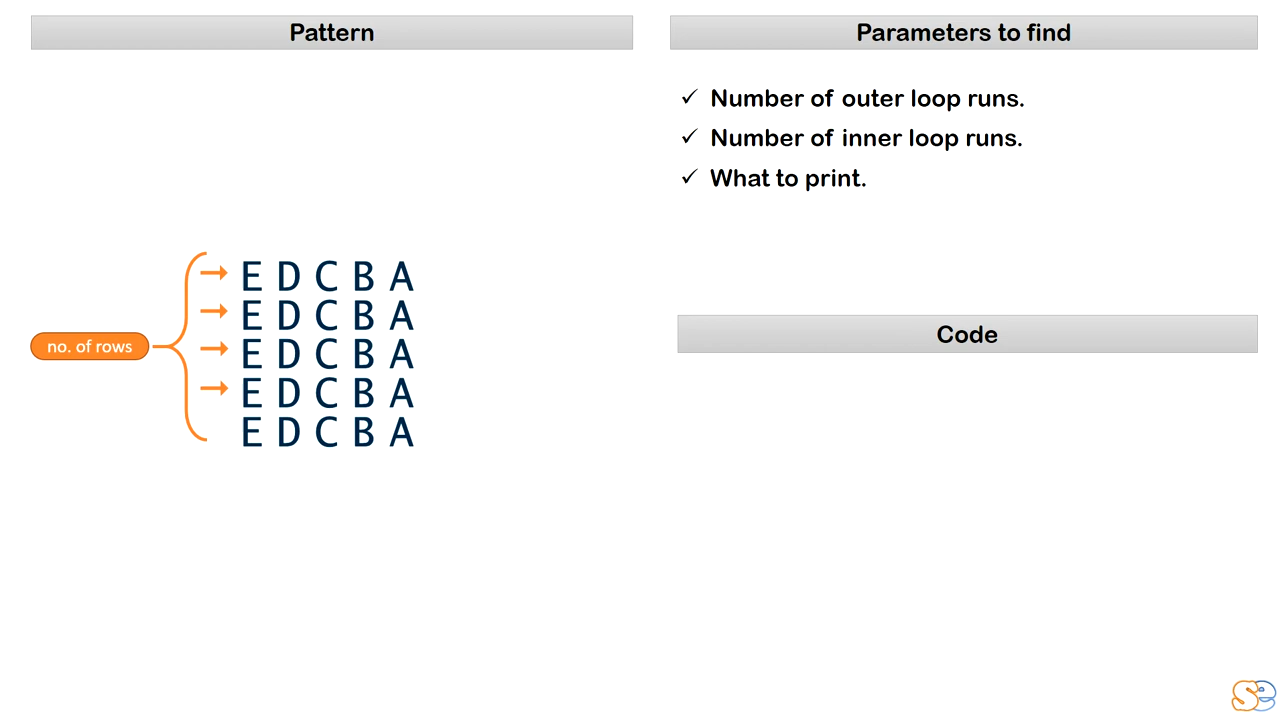 Pattern
Parameters to find
✓ Number of outer loop runs.
✓ Number of inner loop runs.
✓ What to print.
E D C B A
E D C B A
no. of rows
E D C B A
E D C B A
E D C B A
Code